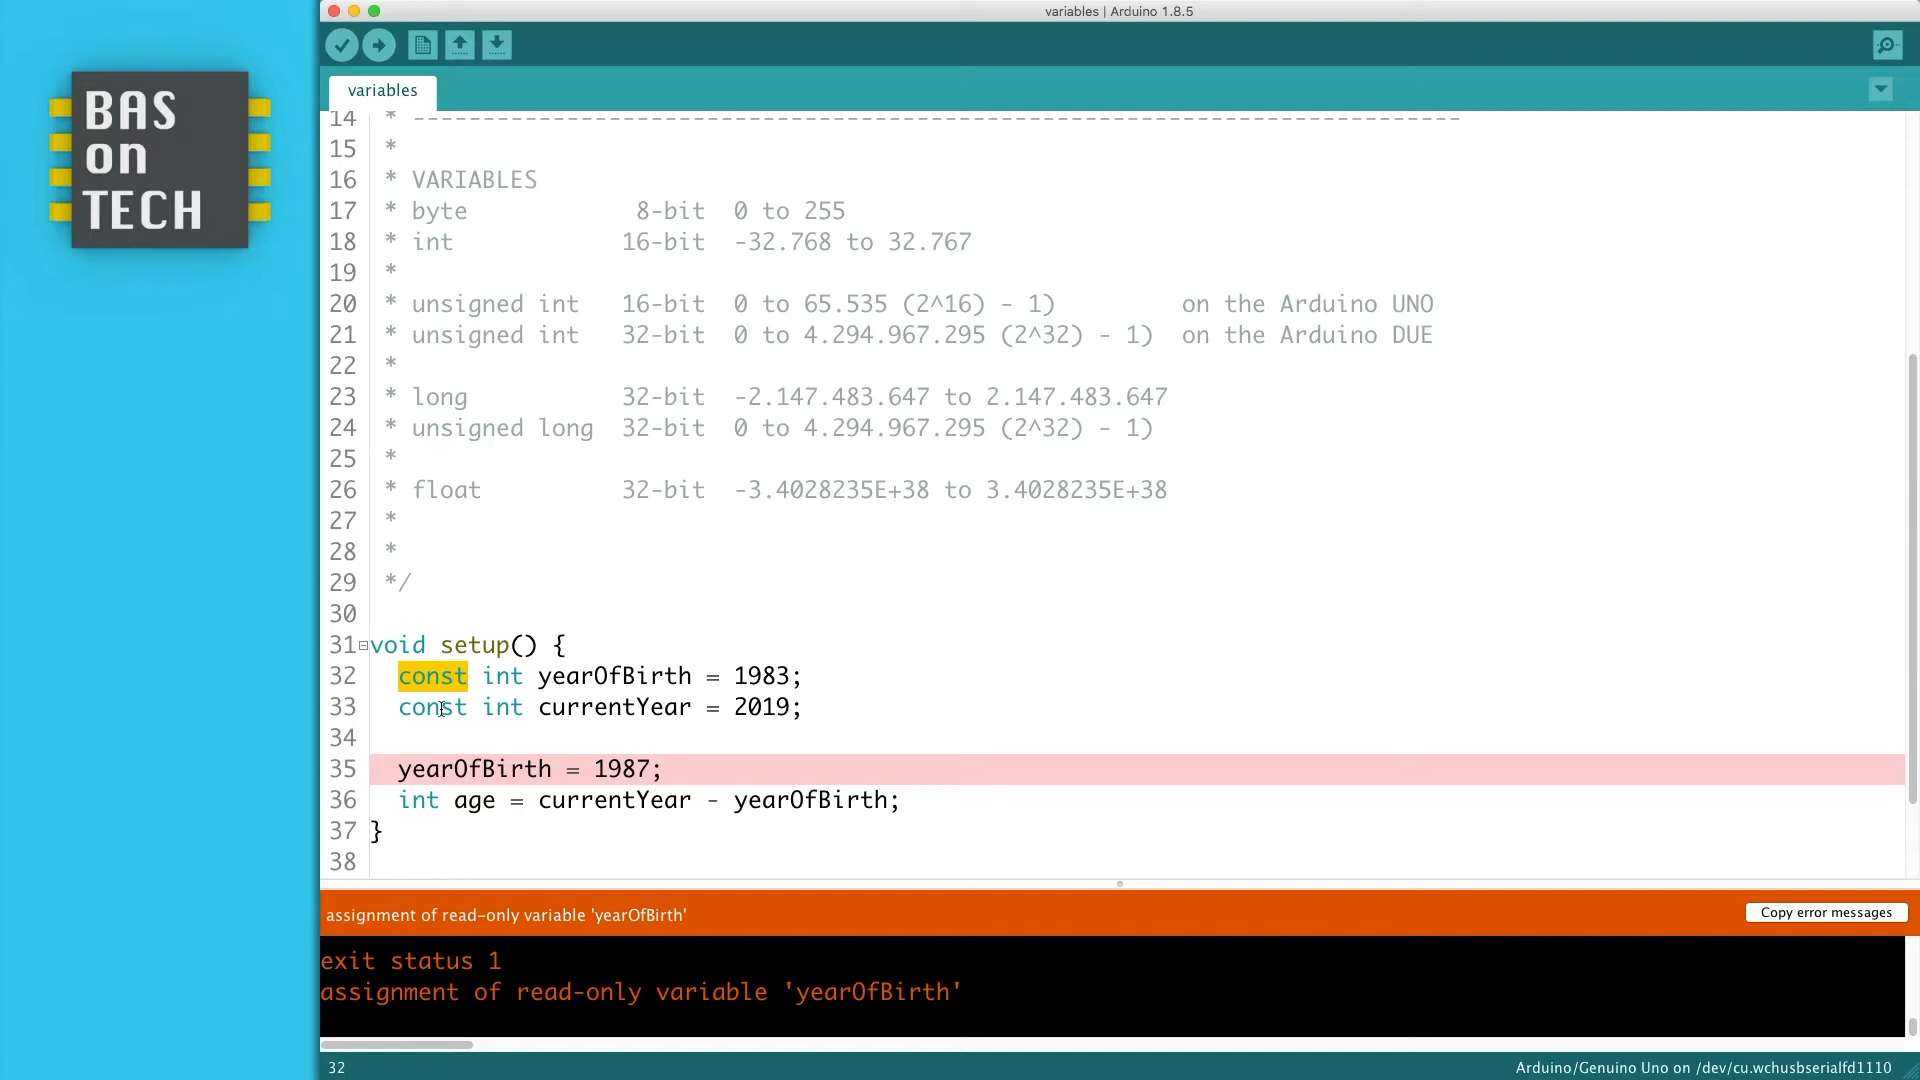 variables | Arduino 1.8.5
BAS
on
TECH
variables
14 * ---------------------------------------------------------------------------
15 *
16 * VARIABLES
17 * byte 8-bit 0 to 255
18 * int 16-bit -32.768 to 32.767
19 *
20 * unsigned int 16-bit 0 to 65.535 (2^16) - 1) on the Arduino UNO
21 * unsigned int 32-bit 0 to 4.294.967.295 (2^32) - 1) on the Arduino DUE
22 *
23 * long 32-bit -2.147.483.647 to 2.147.483.647
24 * unsigned long 32-bit 0 to 4.294.967.295 (2^32) - 1)
25 *
26 * float 32-bit -3.4028235E+38 to 3.4028235E+38
27 *
28 *
29 */
30
31 void setup() {
32 const int yearOfBirth = 1983;
33 const int currentYear = 2019;
34
35 yearOfBirth = 1987;
36 int age = currentYear - yearOfBirth;
37 }
38
assignment of read-only variable 'yearOfBirth'
Copy error messages
exit status 1
assignment of read-only variable 'yearOfBirth'
32
Arduino/Genuino Uno on /dev/cu.wchusbserialfd1110